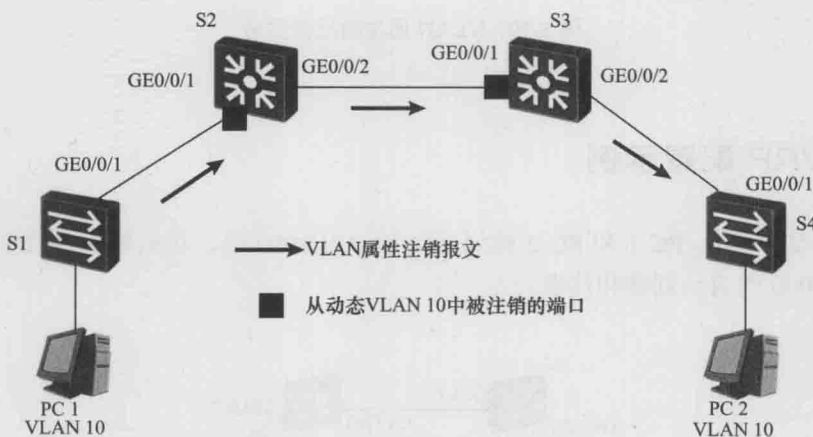 S2
S3
GE0/0/1
GE0/0/2
GE0/0/1
GE0/0/2
GE0/0/1
GE0/0/1
S1
S4
VLAN属性注销报文
从动态VLAN 10中被注销的端口
PC 1
VLAN 10
PC 2
VLAN 10